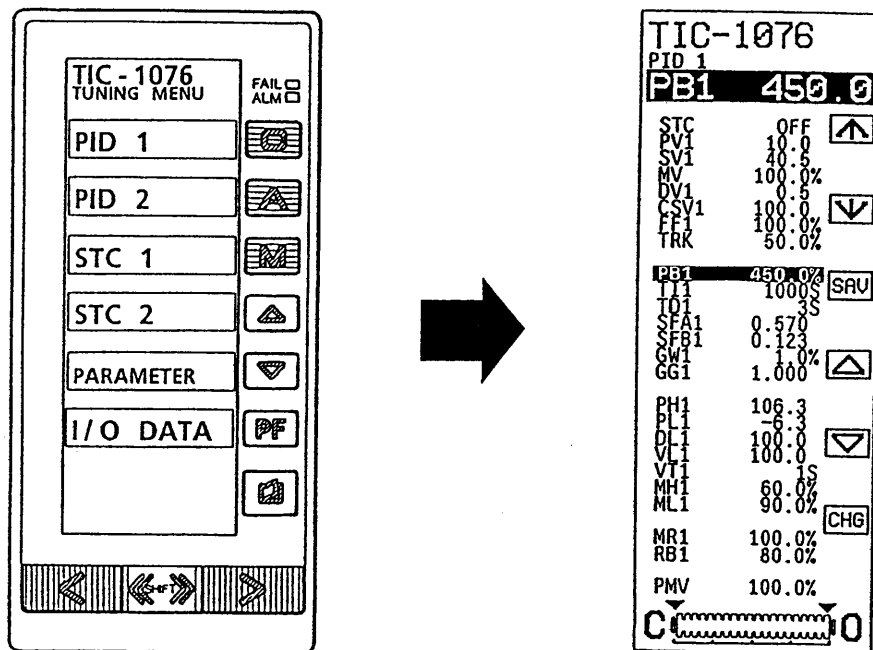 TIC - 1076
TUNING MENU
FAIL
ALM
PID 1
PID 2
A
STC 1
M
STC 2
PARAMETER
I/O DATA
PF
SHIFT
TIC-1076
PID 1
PB1 450.0
STC OFF
PV1 10.0
SV1 40.5
MV 100.0%
DV1 0.5
CSV1 100.0
FF1 100.0%
TRK 50.0%
PB1 450.0%
TI1 1000S
TD1 3S
SFA1 0.570
SFB1 0.123
GW1 1.0%
GG1 1.000
SAV
PH1 106.3
PL1 -6.3
DL1 100.0
VL1 100.0
VT1 1S
MH1 60.0%
ML1 90.0%
CHG
MR1 100.0%
RB1 80.0%
PMV 100.0%
C O